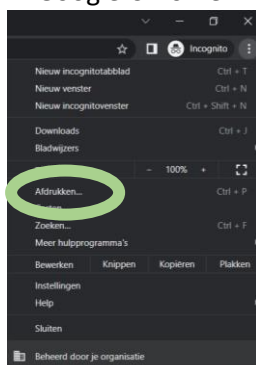 Incognito
Nieuw incognitotabblad Ctrl + T
Nieuw venster Ctrl + N
Nieuw incognitovenster Ctrl + Shift + N
Downloads Ctrl + J
Bladwijzers
- 100% +
Afdrukken... Ctrl + P
Zoeken... Ctrl + F
Meer hulpprogramma's
Bewerken Knippen Kopiëren Plakken
Instellingen
Help
Sluiten
Beheerd door je organisatie